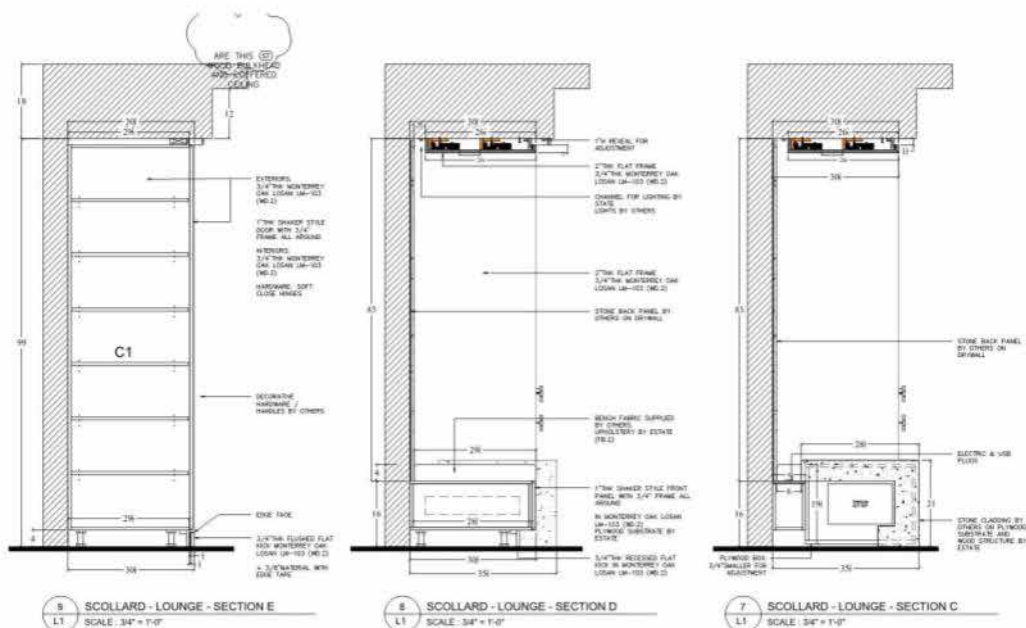 ARE THIS
WOOD BULKHEAD
AND COFFERED
CEILING
18
12
99
4
C1
EXTERIORS:
3/4"THK MONTERREY
OAK LOSAN LM-103
(WD.2)
1"THK SHAKER STYLE
DOOR WITH 3/4"
FRAME ALL AROUND
INTERIORS:
3/4"THK MONTERREY
OAK LOSAN LM-103
(WD.2)
HARDWARE: SOFT
CLOSE HINGES
DECORATIVE
HARDWARE /
HANDLES BY OTHERS
EDGE TAPE
3/4"THK FLUSHED FLAT
KICK MONTERREY OAK
LOSAN LM-103 (WD.2)
+ 3/8"MATERIAL WITH
EDGE TAPE
9
L1
SCOLLARD - LOUNGE - SECTION E
SCALE : 3/4" = 1'-0"
1"H REVEAL FOR
ADJUSTMENT
2"THK FLAT FRAME
3/4"THK MONTERREY OAK
LOSAN LM-103 (WD.2)
CHANNEL FOR LIGHTING BY
STATE
LIGHTS BY OTHERS
2"THK FLAT FRAME
3/4"THK MONTERREY OAK
LOSAN LM-103 (WD.2)
STONE BACK PANEL BY
OTHERS ON DRYWALL
BENCH FABRIC SUPPLIED
BY OTHERS
UPHOLSTERY BY ESTATE
1"THK SHAKER STYLE FRONT
PANEL WITH 3/4" FRAME ALL
AROUND
IN MONTERREY OAK LOSAN
LM-103 (WD.2)
PLYWOOD SUBSTRATE BY
ESTATE
3/4"THK RECESSED FLAT
KICK IN MONTERREY OAK
LOSAN LM-103 (WD.2)
4
16
8
L1
SCOLLARD - LOUNGE - SECTION D
SCALE : 3/4" = 1'-0"
STONE BACK PANEL
BY OTHERS ON
DRYWALL
ELECTRIC & USB
PLUGS
STONE CLADDING BY
OTHERS ON PLYWOOD
SUBSTRATE AND
WOOD STRUCTURE BY
ESTATE
PLYWOOD BOX
3/4"SMALLER FOR
ADJUSTMENT
16
21
7
L1
SCOLLARD - LOUNGE - SECTION C
SCALE : 3/4" = 1'-0"